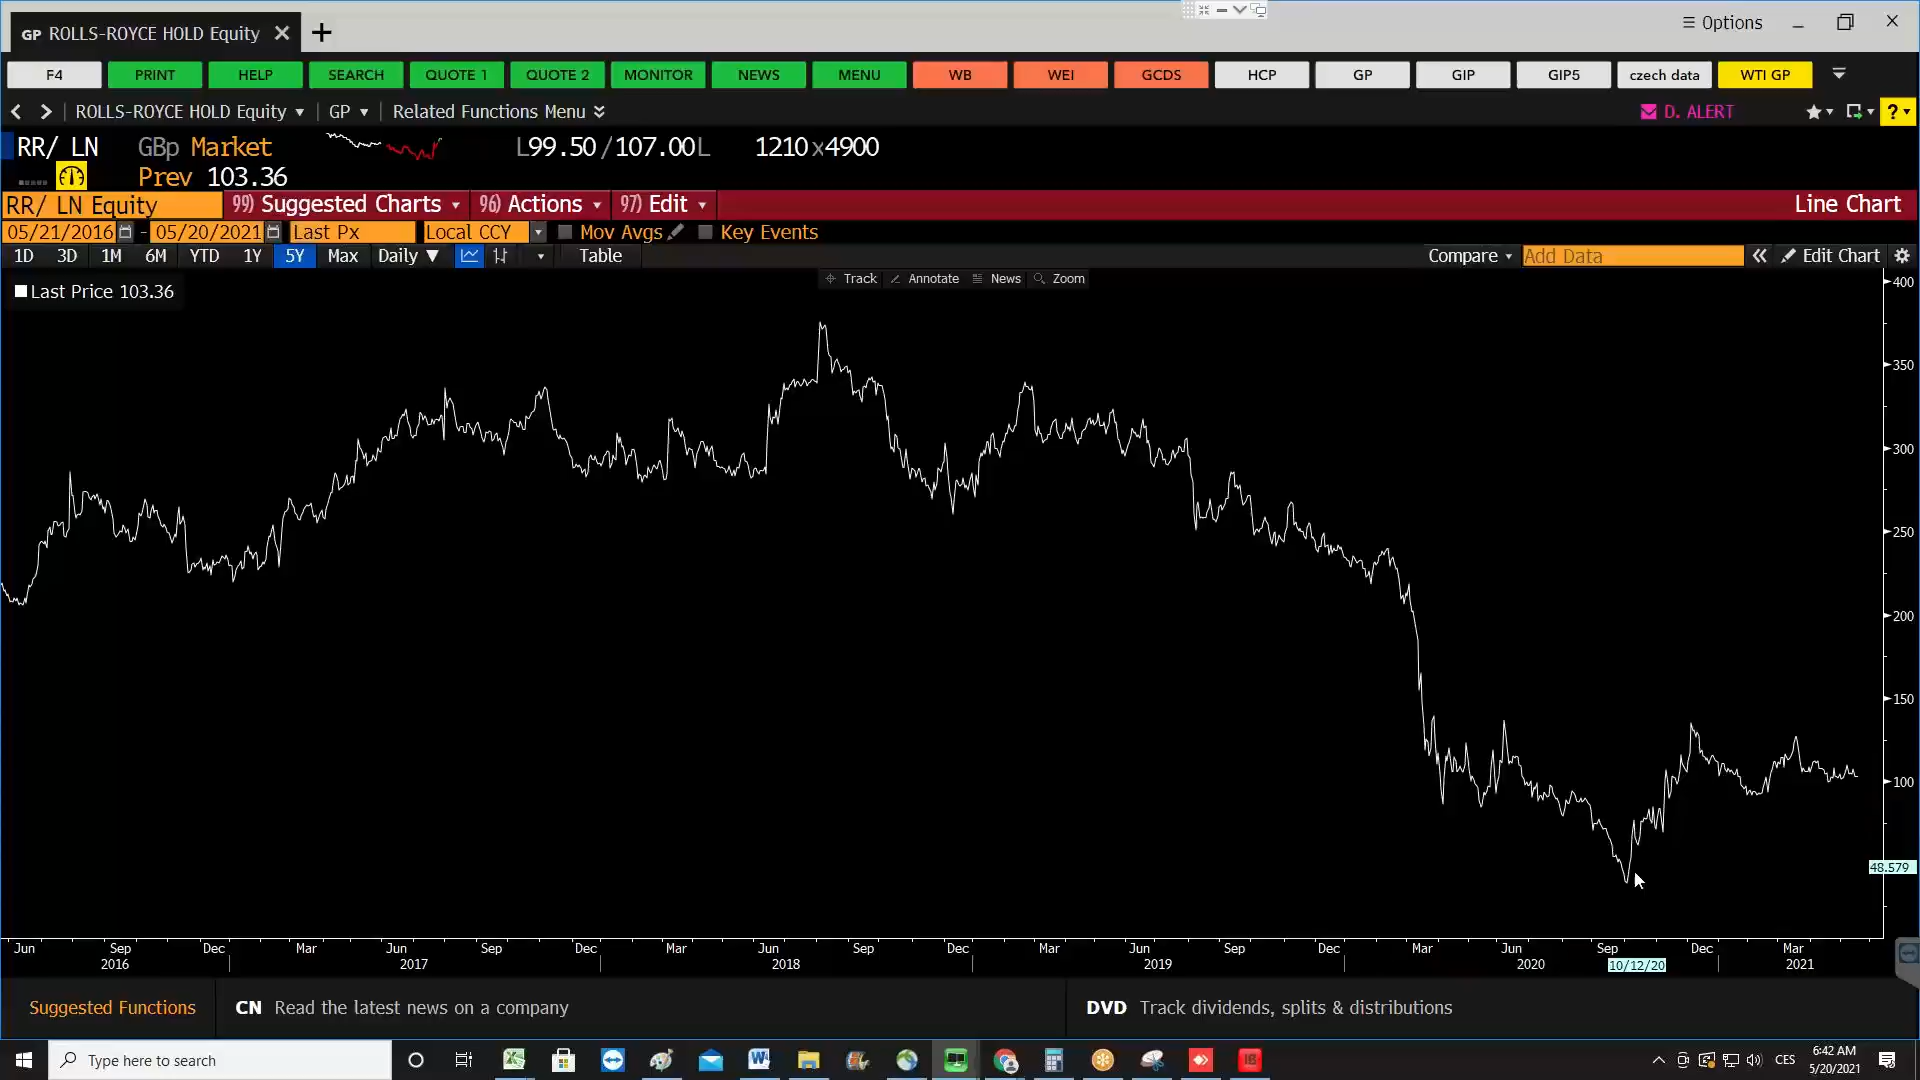 GP ROLLS-ROYCE HOLD Equity
Options
F4 PRINT HELP SEARCH QUOTE 1 QUOTE 2 MONITOR NEWS MENU WB WEI GCDS HCP GP GIP GIP5 czech data WTI GP
ROLLS-ROYCE HOLD Equity GP Related Functions Menu D. ALERT ?
RR/ LN GBp Market L99.50 /107.00L 1210x4900
Prev 103.36
RR/ LN Equity 99) Suggested Charts 96) Actions 97) Edit Line Chart
05/21/2016 - 05/20/2021 Last Px Local CCY Mov Avgs Key Events
1D 3D 1M 6M YTD 1Y 5Y Max Daily Table Compare Add Data Edit Chart
Track Annotate News Zoom
Last Price 103.36
400
350
300
250
200
150
100
48.579
Jun Sep Dec Mar Jun Sep Dec Mar Jun Sep Dec Mar Jun Sep Dec Mar Jun Sep Dec Mar
2016 2017 2018 2019 2020 10/12/20 2021
Suggested Functions CN Read the latest news on a company DVD Track dividends, splits & distributions
Type here to search
CES
6:42 AM
5/20/2021